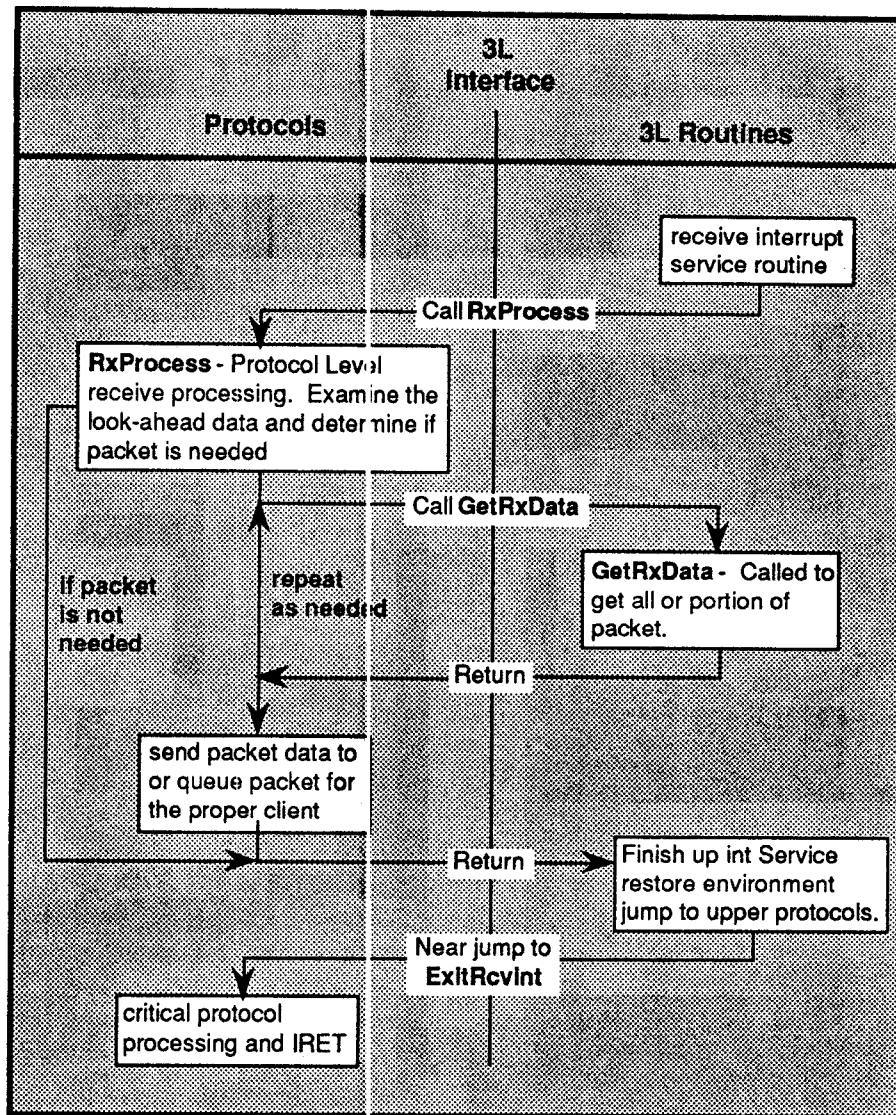 3L
Interface
Protocols
3L Routines
receive interrupt
service routine
Call RxProcess
RxProcess - Protocol Level
receive processing. Examine the
look-ahead data and determine if
packet is needed
Call GetRxData
If packet
is not
needed
repeat
as needed
GetRxData - Called to
get all or portion of
packet.
Return
send packet data to
or queue packet for
the proper client
Return
Finish up int Service
restore environment
jump to upper protocols.
Near jump to
ExitRcvInt
critical protocol
processing and IRET